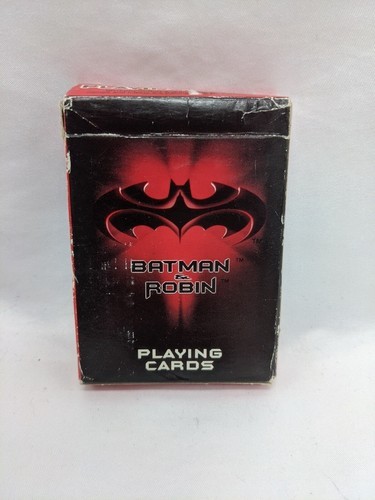 BATMAN
&
ROBIN
PLAYING
CARDS